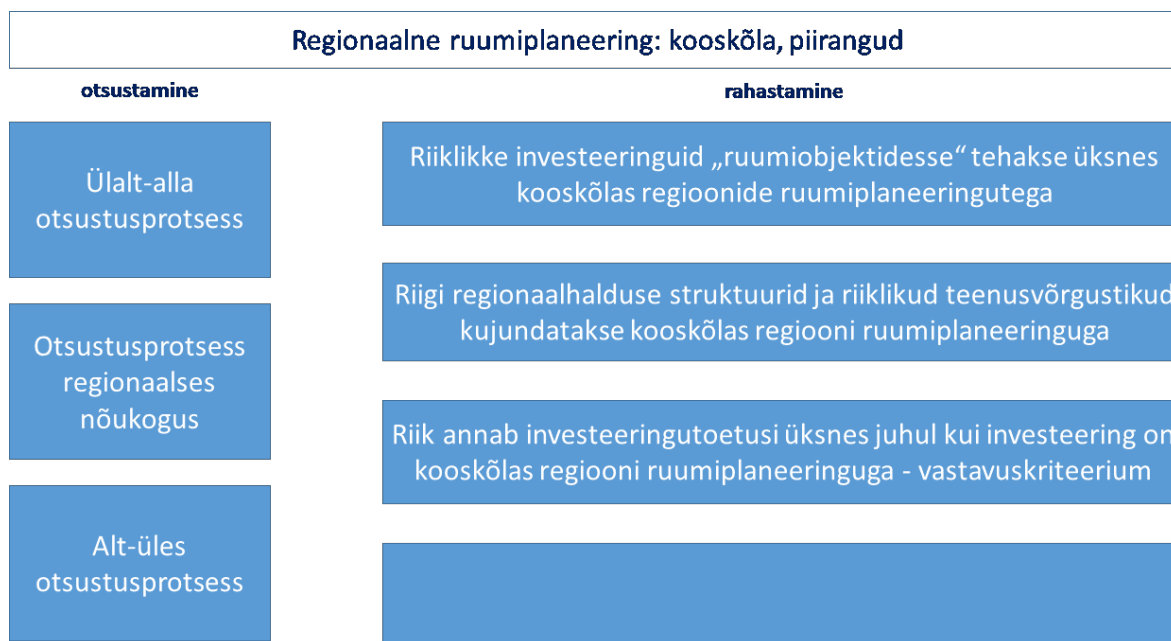 Regionaalne ruumiplaneering: kooskõla, piirangud
otsustamine
rahastamine
Ülalt-alla
otsustusprotsess
Otsustusprotsess
regionaalses
nõukogus
Alt-üles
otsustusprotsess
Riiklikke investeeringuid „ruumiobjektidesse“ tehakse üksnes
kooskõlas regioonide ruumiplaneeringutega
Riigi regionaalhalduse struktuurid ja riiklikud teenusvõrgustikud
kujundatakse kooskõlas regiooni ruumiplaneeringuga
Riik annab investeeringutoetusi üksnes juhul kui investeering on
kooskõlas regiooni ruumiplaneeringuga - vastavuskriteerium